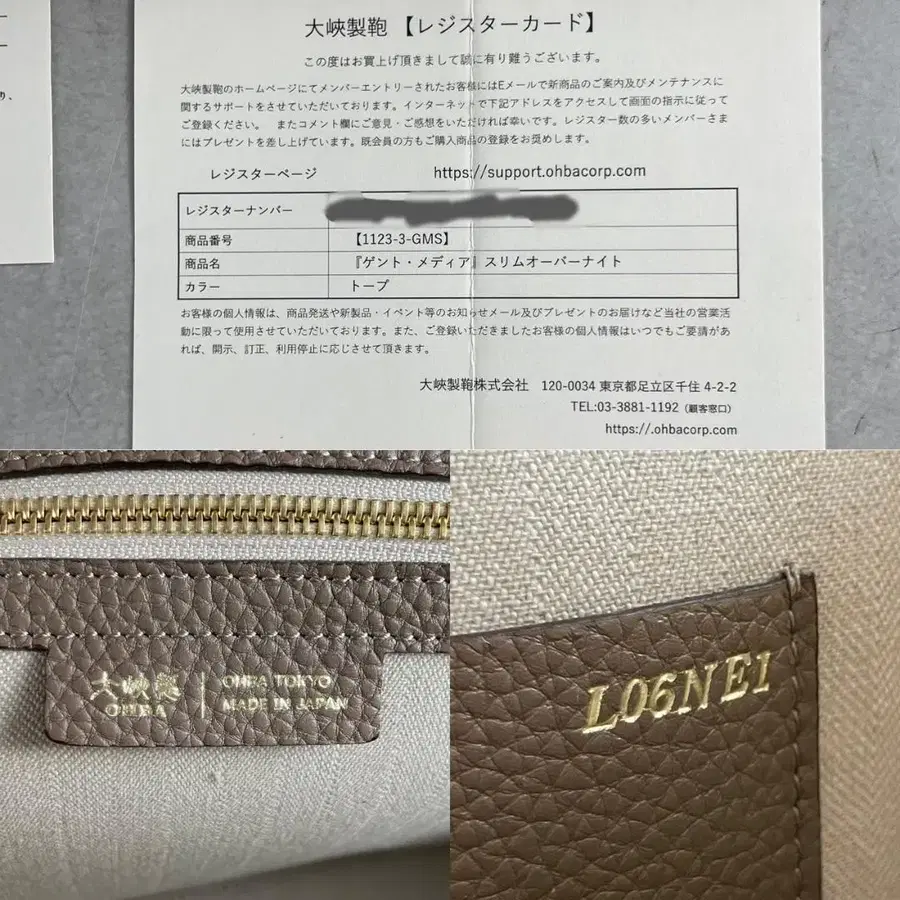 大峽製鞄【レジスターカード】
この度はお買上げ頂きまして誠に有り難うございます。
大峽製鞄のホームページにてメンバーエントリーされたお客様にはEメールで新商品のご案内及びメンテナンスに
関するサポートをさせていただいております。インターネットで下記アドレスをアクセスして画面の指示に従って
ご登録ください。 またコメント欄にご意見・ご感想をいただければ幸いです。レジスター数の多いメンバーさま
にはプレゼントを差し上げています。既会員の方もご購入商品の登録をお奨めします。
レジスターページ https://support.ohbacorp.com
レジスターナンバー
商品番号 【1123-3-GMS】
商品名 『ゲント・メディア』スリムオーバーナイト
カラー トープ
お客様の個人情報は、商品発送や新製品・イベント等のお知らせメール及びプレゼントのお届けなど当社の営業活
動に限って使用させていただいております。また、ご登録いただきましたお客様の個人情報はいつでもご要請があ
れば、開示、訂正、利用停止に応じさせて頂きます。
大峽製鞄株式会社 120-0034 東京都足立区千住 4-2-2
TEL:03-3881-1192（顧客窓口）
https://.ohbacorp.com
大峽製鞄
OHBA
OHBA TOKYO
MADE IN JAPAN
L06NE1